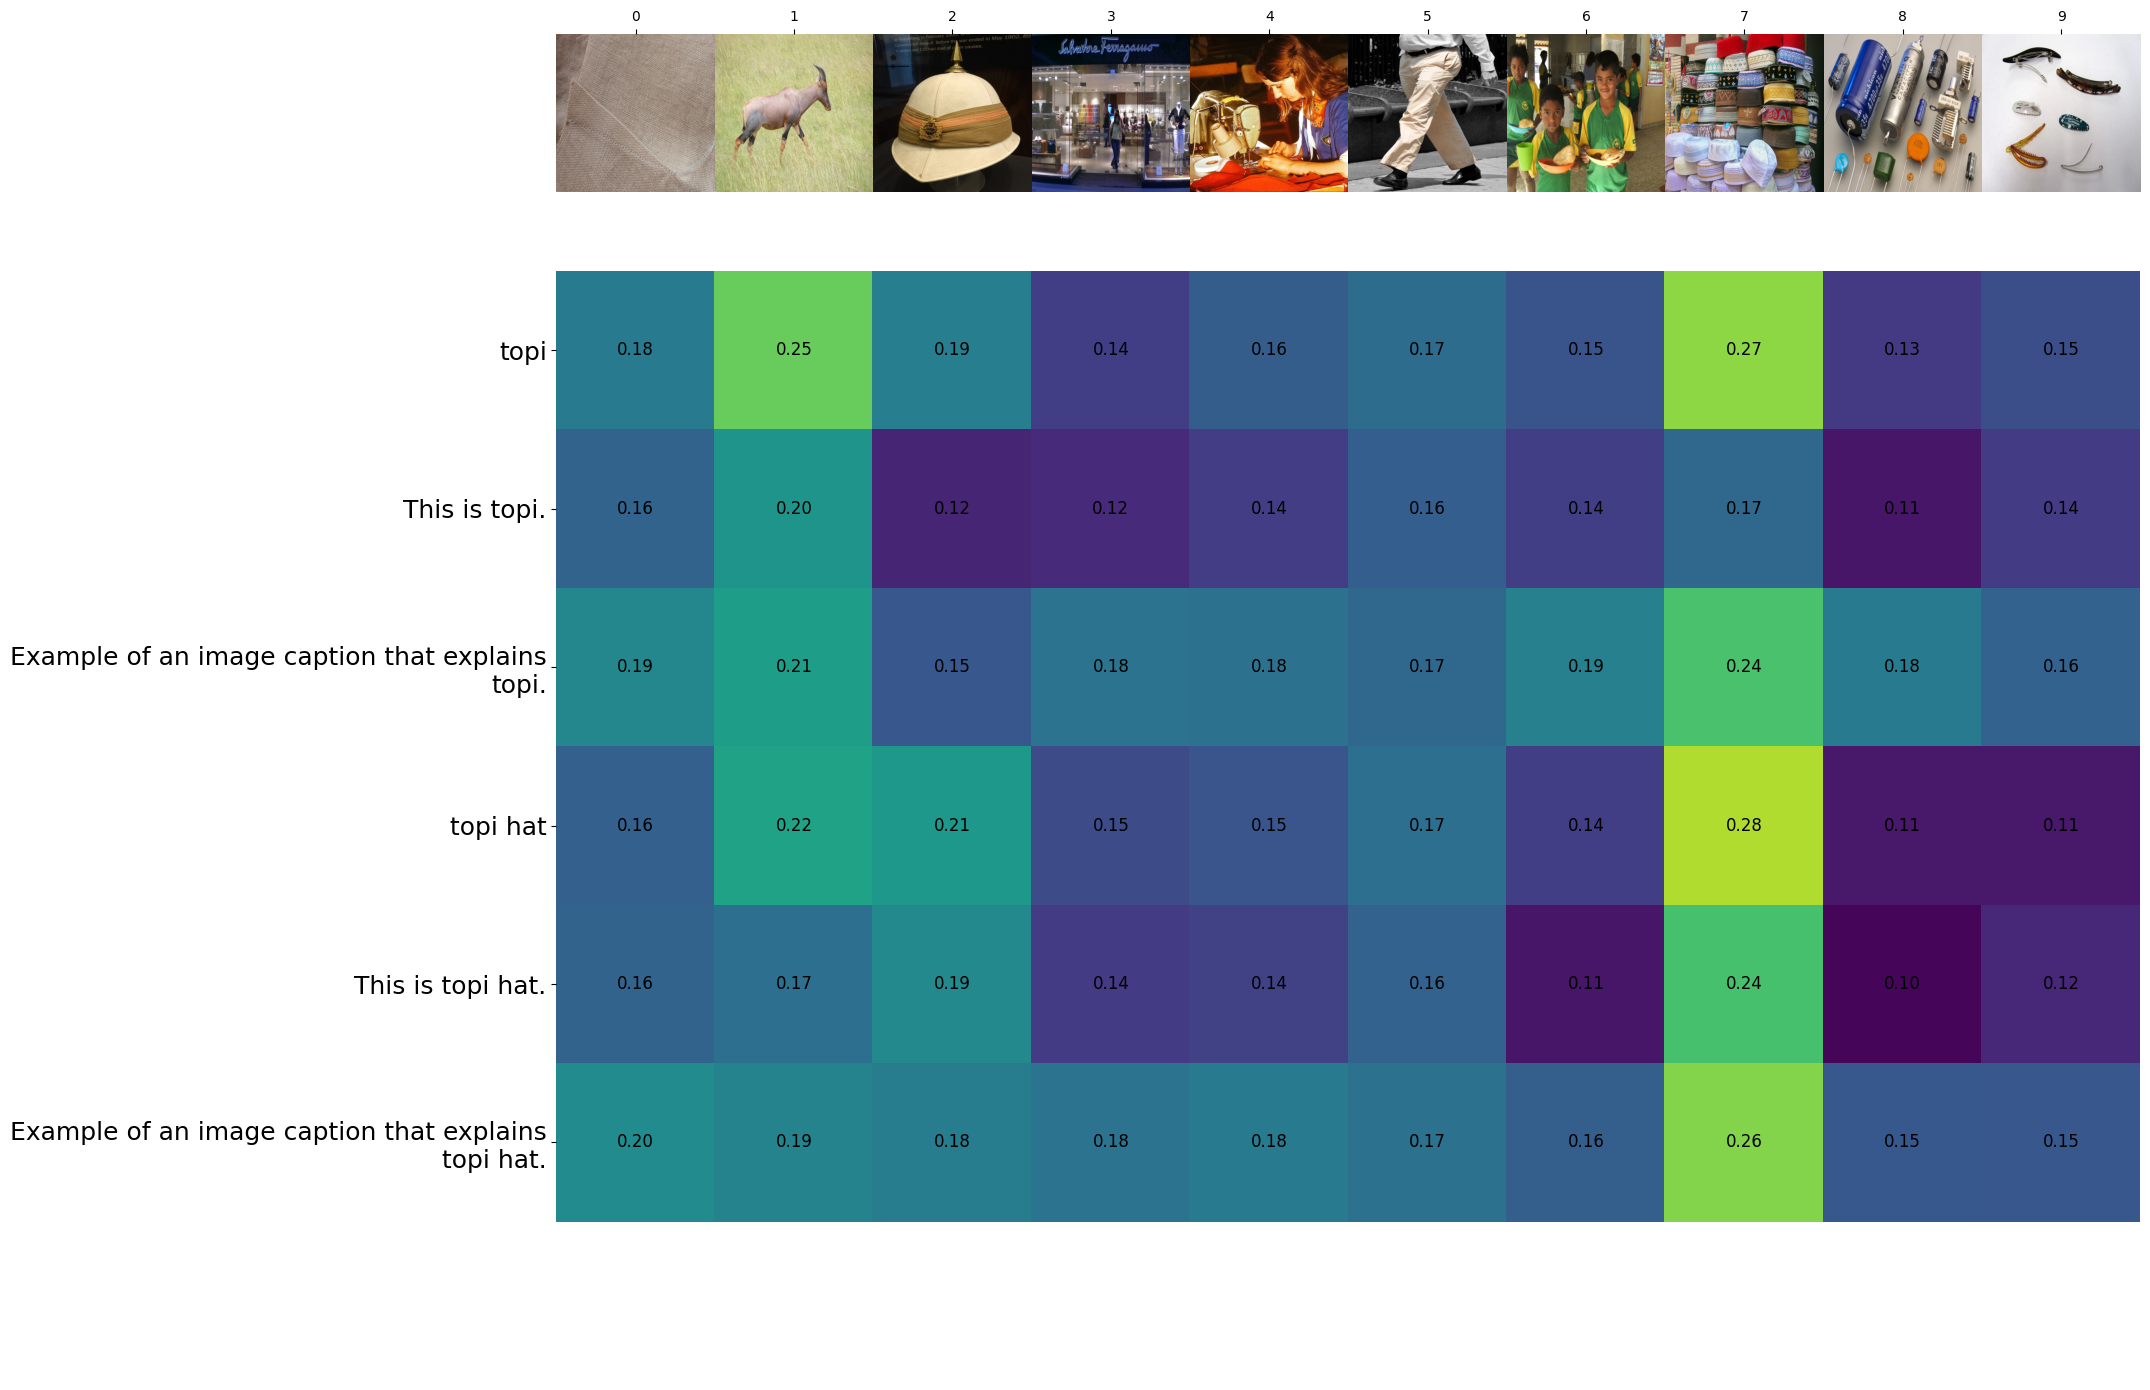 0 1 2 3 4 5 6 7 8 9
Salvatore Ferragamo
topi 0.18 0.25 0.19 0.14 0.16 0.17 0.15 0.27 0.13 0.15
This is topi. 0.16 0.20 0.12 0.12 0.14 0.16 0.14 0.17 0.11 0.14
Example of an image caption that explains
topi. 0.19 0.21 0.15 0.18 0.18 0.17 0.19 0.24 0.18 0.16
topi hat 0.16 0.22 0.21 0.15 0.15 0.17 0.14 0.28 0.11 0.11
This is topi hat. 0.16 0.17 0.19 0.14 0.14 0.16 0.11 0.24 0.10 0.12
Example of an image caption that explains
topi hat. 0.20 0.19 0.18 0.18 0.18 0.17 0.16 0.26 0.15 0.15